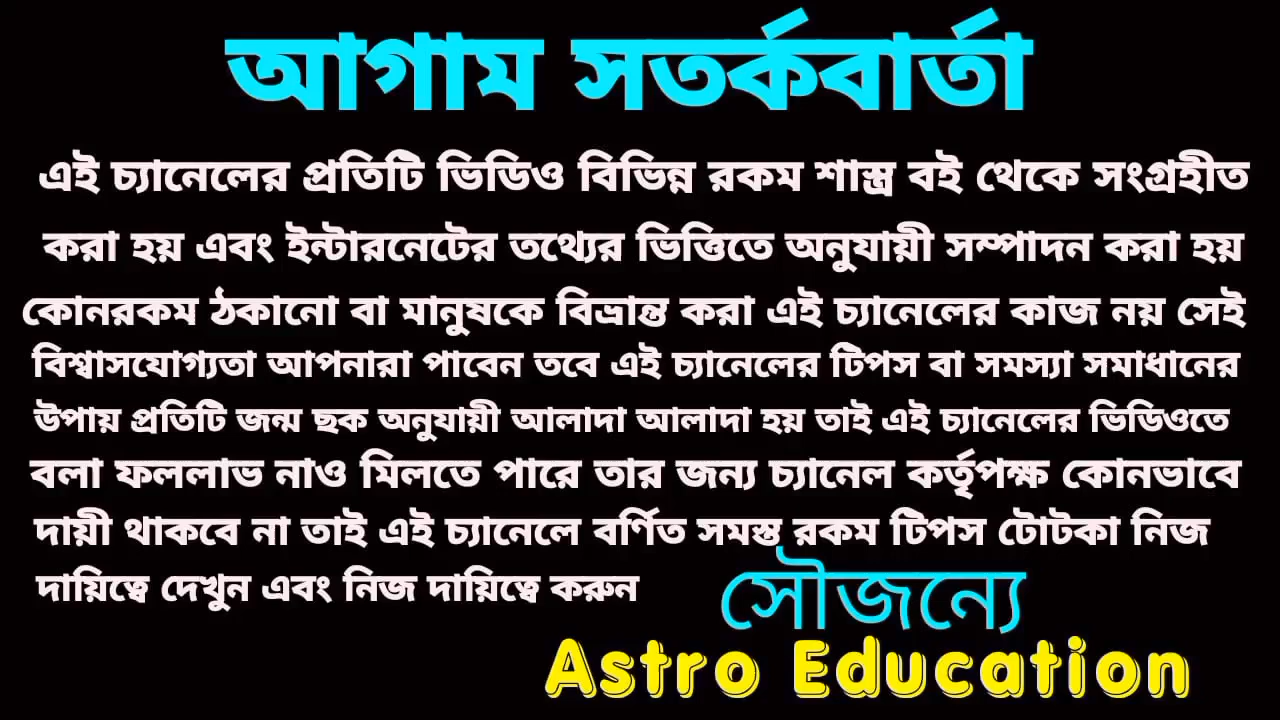 আগাম সতর্কবার্তা
এই চ্যানেলের প্রতিটি ভিডিও বিভিন্ন রকম শাস্ত্র বই থেকে সংগ্রহীত
করা হয় এবং ইন্টারনেটের তথ্যের ভিত্তিতে অনুযায়ী সম্পাদন করা হয়
কোনরকম ঠকানো বা মানুষকে বিভ্রান্ত করা এই চ্যানেলের কাজ নয় সেই
বিশ্বাসযোগ্যতা আপনারা পাবেন তবে এই চ্যানেলের টিপস বা সমস্যা সমাধানের
উপায় প্রতিটি জন্ম ছক অনুযায়ী আলাদা আলাদা হয় তাই এই চ্যানেলের ভিডিওতে
বলা ফললাভ নাও মিলতে পারে তার জন্য চ্যানেল কর্তৃপক্ষ কোনভাবে
দায়ী থাকবে না তাই এই চ্যানেলে বর্ণিত সমস্ত রকম টিপস টোটকা নিজ
দায়িত্বে দেখুন এবং নিজ দায়িত্বে করুন
সৌজন্যে
Astro Education